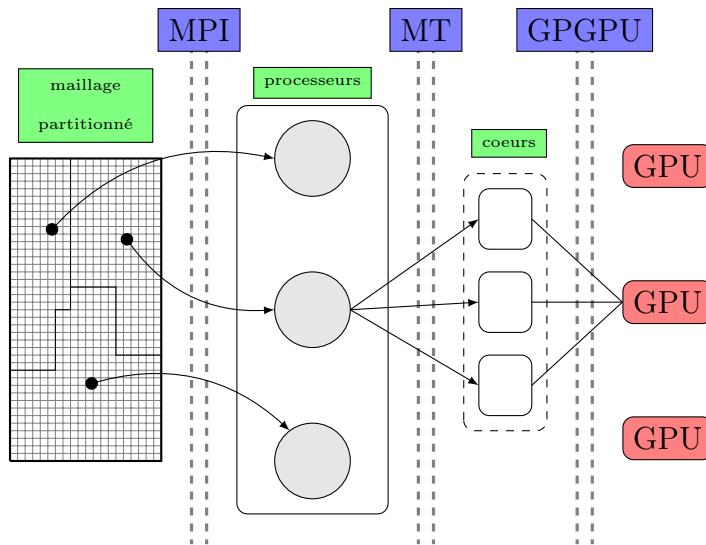 MPI
MT
GPGPU
maillage
partitionné
processeurs
coeurs
GPU
GPU
GPU